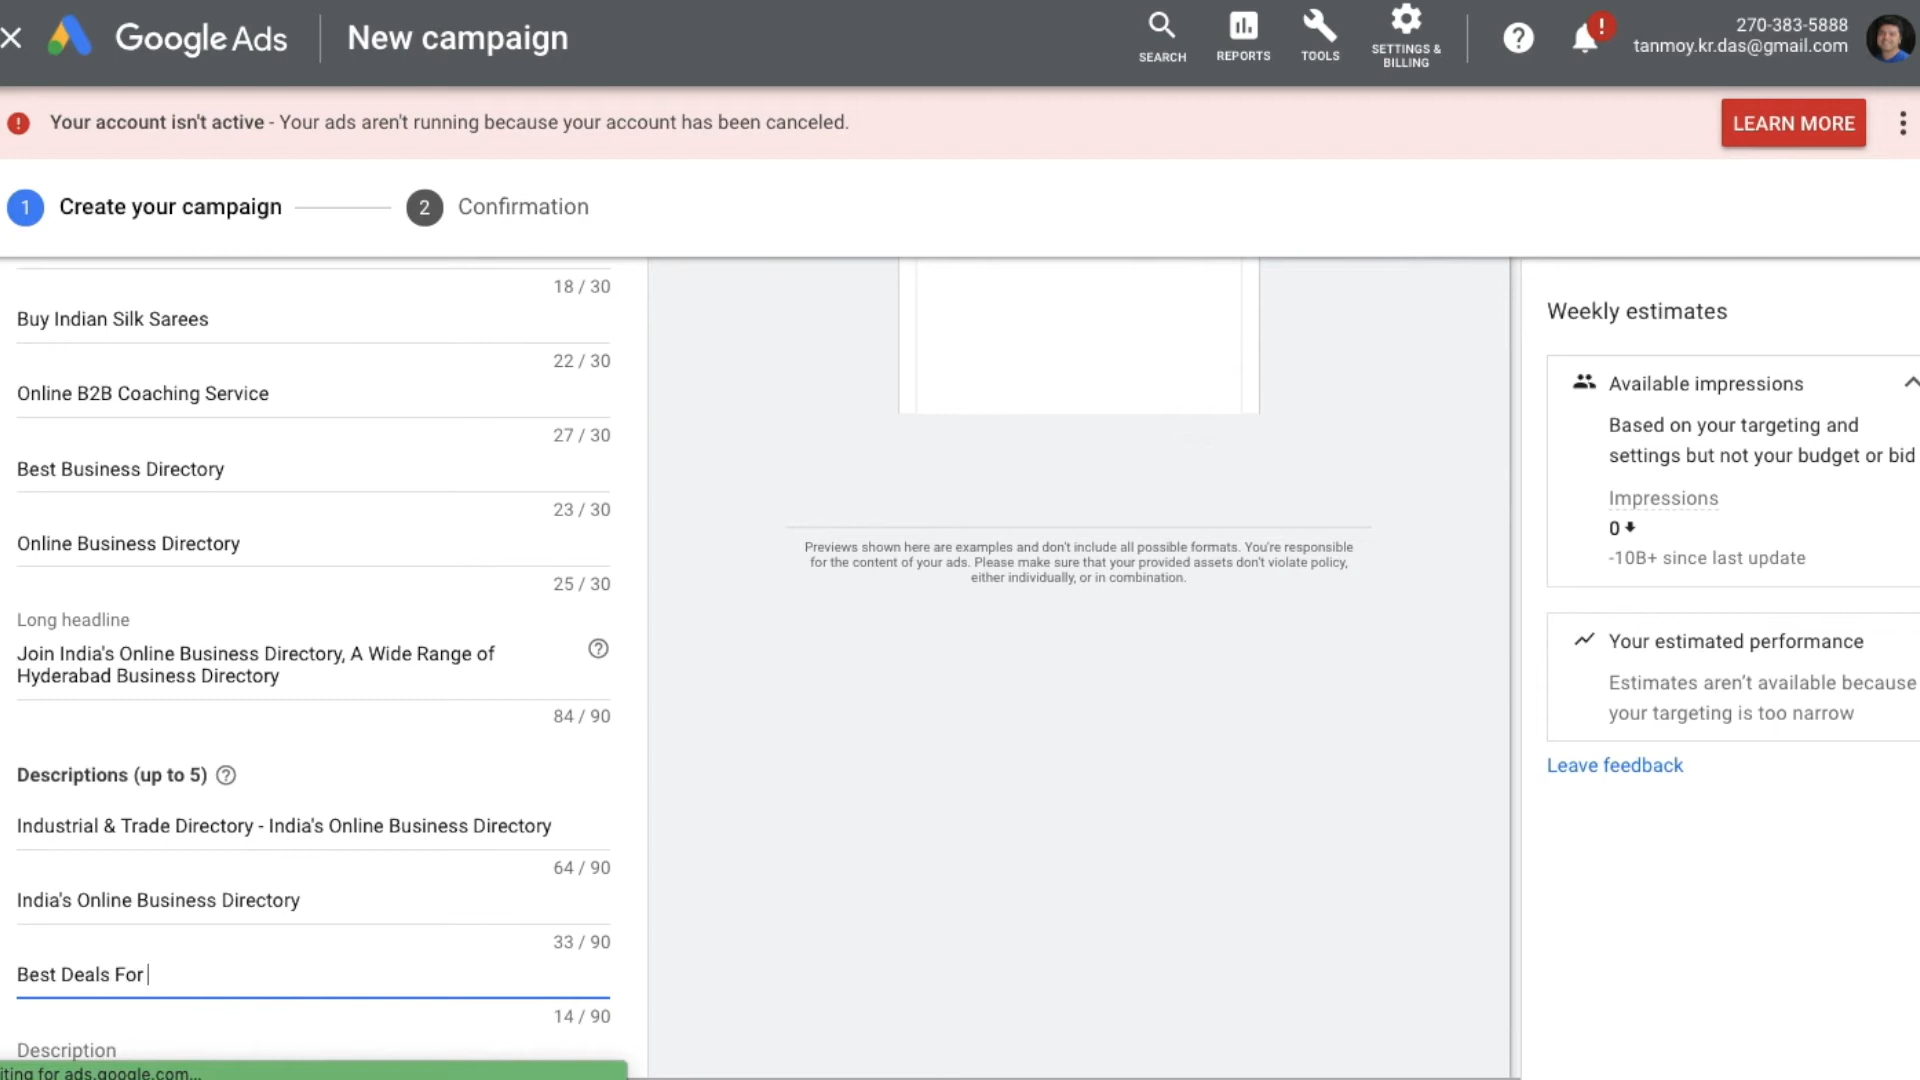 Google Ads
New campaign
SEARCH
REPORTS
TOOLS
SETTINGS &
BILLING
270-383-5888
tanmoy.kr.das@gmail.com
Your account isn't active - Your ads aren't running because your account has been canceled.
LEARN MORE
1 Create your campaign
2 Confirmation
18 / 30
Buy Indian Silk Sarees
22 / 30
Online B2B Coaching Service
27 / 30
Best Business Directory
23 / 30
Online Business Directory
25 / 30
Long headline
Join India's Online Business Directory, A Wide Range of
Hyderabad Business Directory
84 / 90
Descriptions (up to 5)
Industrial & Trade Directory - India's Online Business Directory
64 / 90
India's Online Business Directory
33 / 90
Best Deals For
14 / 90
Description
iting for ads.google.com...
Previews shown here are examples and don't include all possible formats. You're responsible
for the content of your ads. Please make sure that your provided assets don't violate policy,
either individually, or in combination.
Weekly estimates
Available impressions
Based on your targeting and
settings but not your budget or bid
Impressions
0
-10B+ since last update
Your estimated performance
Estimates aren't available because
your targeting is too narrow
Leave feedback